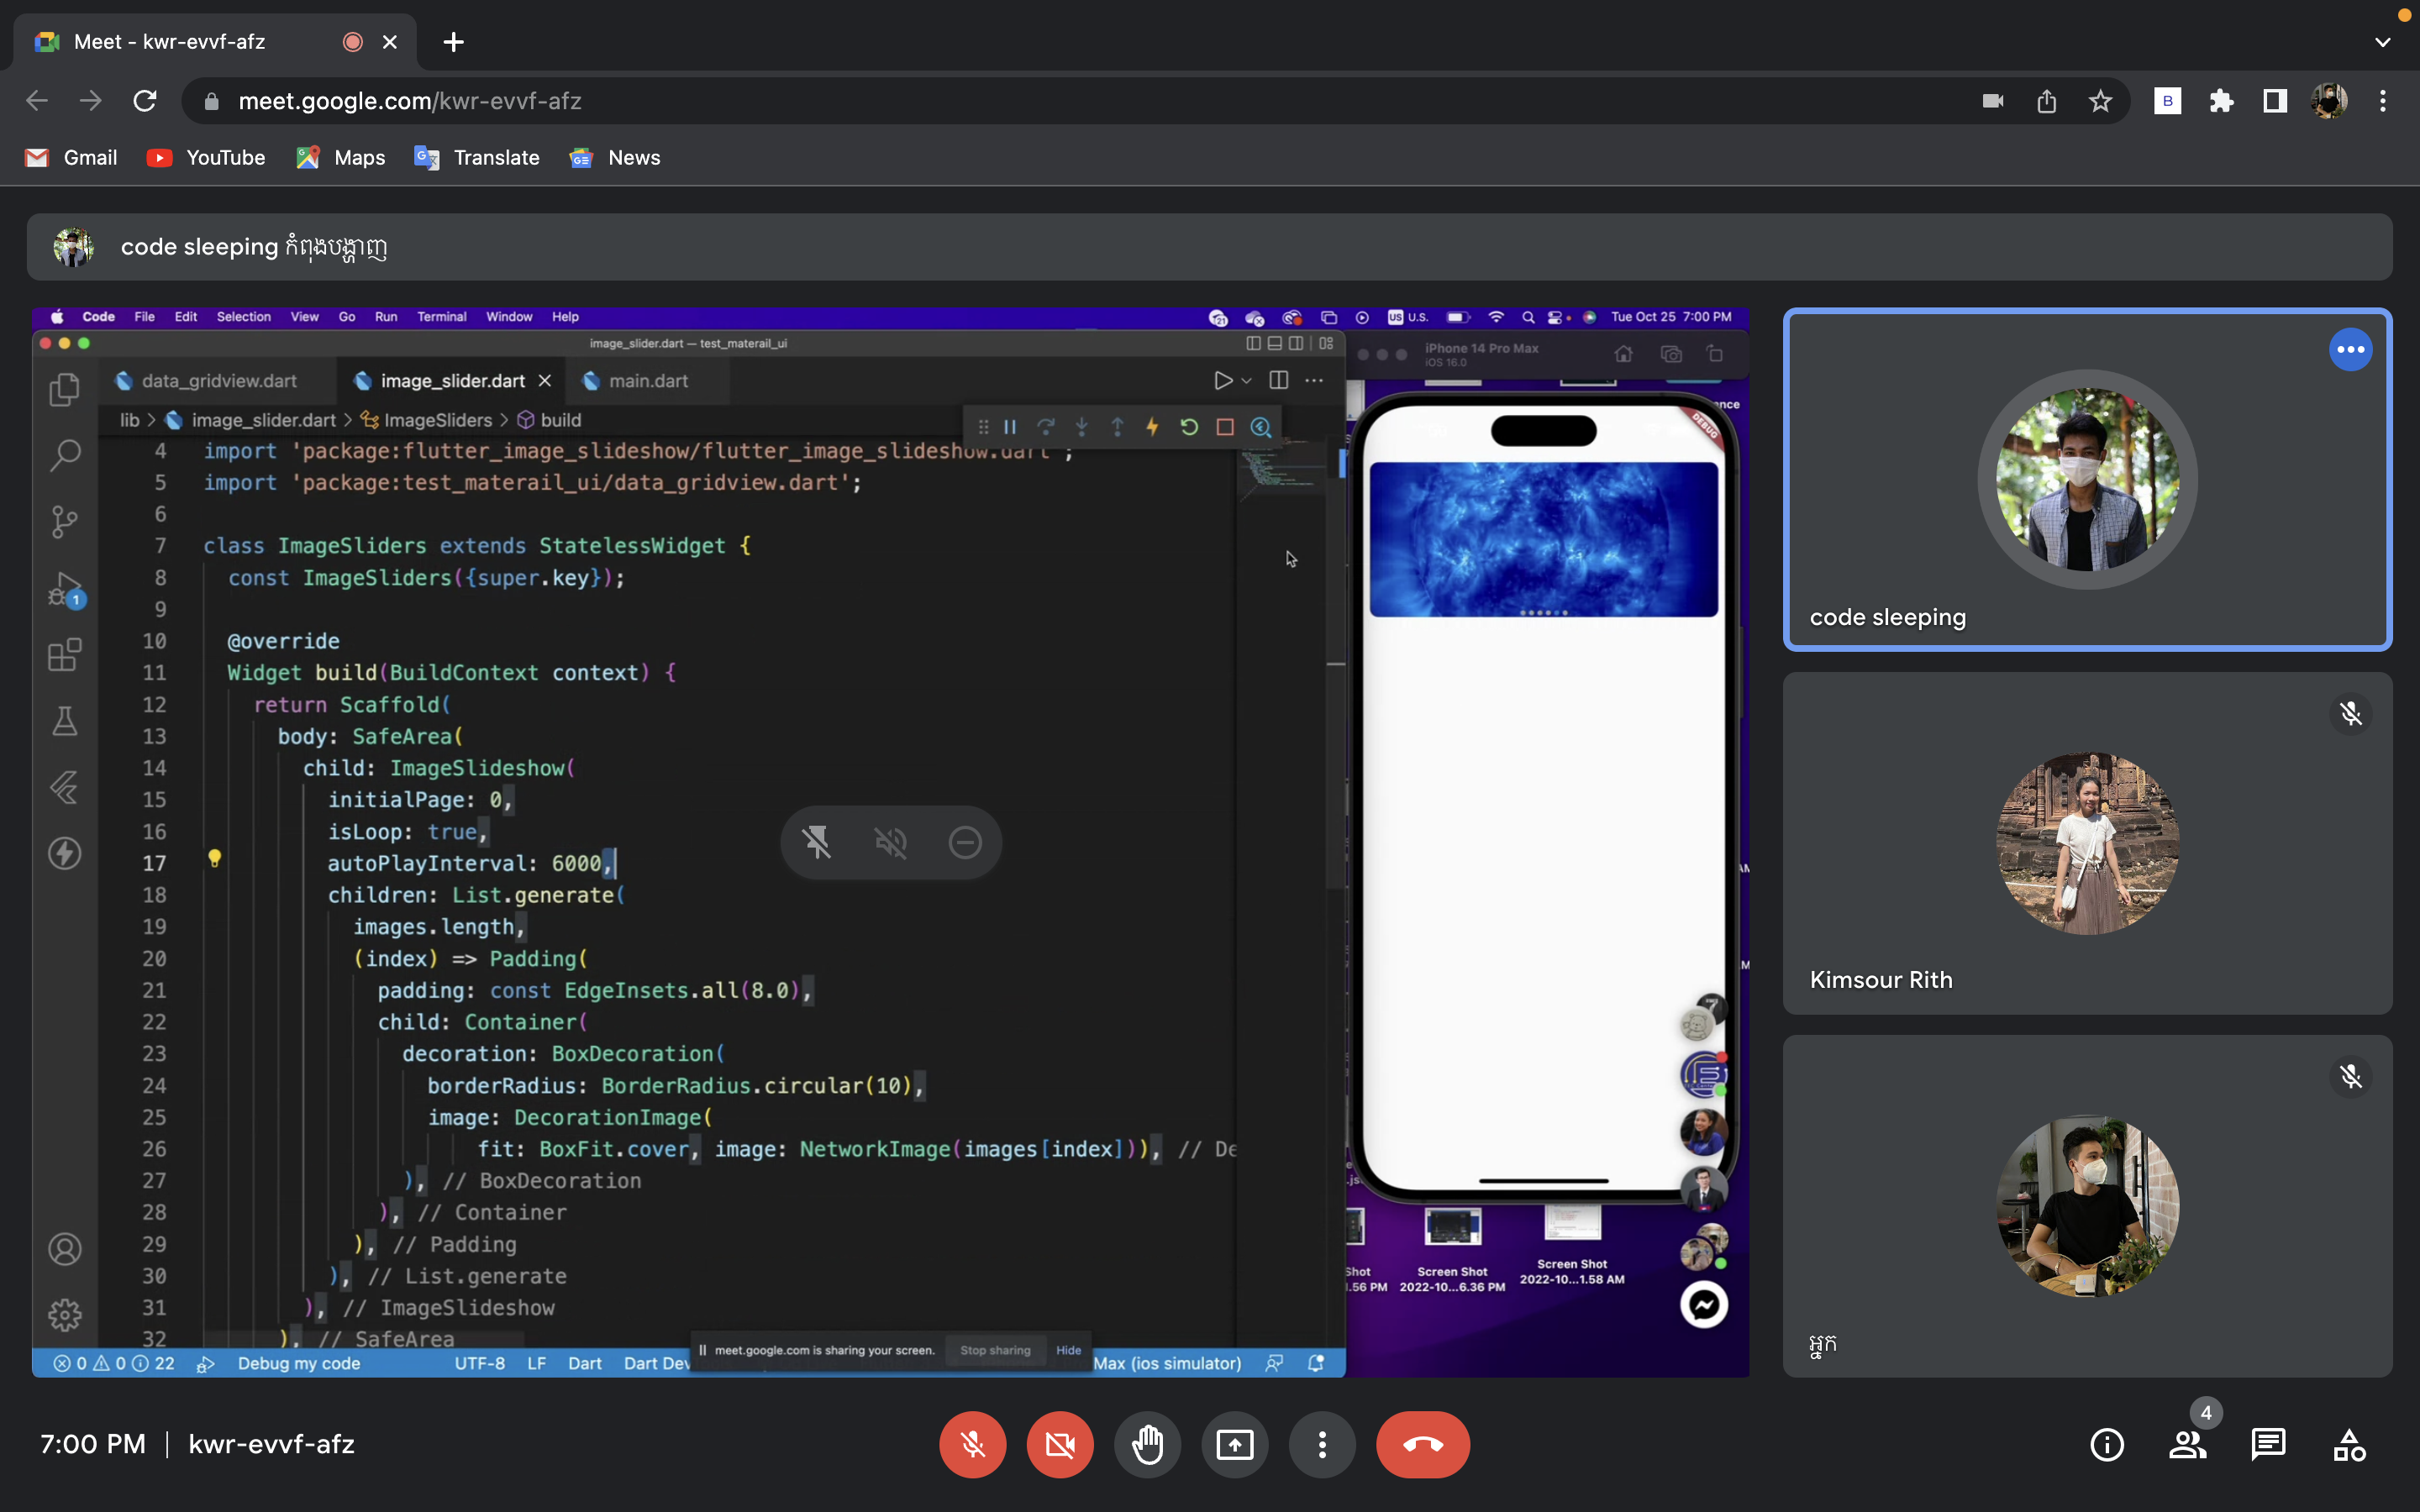 Meet - kwr-evvf-afz
meet.google.com/kwr-evvf-afz
B
Gmail YouTube Maps Translate News
code sleeping កំពុងបង្ហាញ
Code File Edit Selection View Go Run Terminal Window Help
21
US U.S.
Tue Oct 25 7:00 PM
image_slider.dart — test_materail_ui
data_gridview.dart image_slider.dart main.dart
lib > image_slider.dart > ImageSliders > build
4 import 'package:flutter_image_slideshow/flutter_image_slideshow.dart';
5 import 'package:test_materail_ui/data_gridview.dart';
6
7 class ImageSliders extends StatelessWidget {
8 const ImageSliders({super.key});
9
10 @override
11 Widget build(BuildContext context) {
12 return Scaffold(
13 body: SafeArea(
14 child: ImageSlideshow(
15 initialPage: 0,
16 isLoop: true,
17 autoPlayInterval: 6000,
18 children: List.generate(
19 images.length,
20 (index) => Padding(
21 padding: const EdgeInsets.all(8.0),
22 child: Container(
23 decoration: BoxDecoration(
24 borderRadius: BorderRadius.circular(10),
25 image: DecorationImage(
26 fit: BoxFit.cover, image: NetworkImage(images[index])), // De
27 ), // BoxDecoration
28 ), // Container
29 ), // Padding
30 ), // List.generate
31 ), // ImageSlideshow
32 ), // SafeArea
1
0 0 22 Debug my code UTF-8 LF Dart Dart Dev
Max (ios simulator)
meet.google.com is sharing your screen. Stop sharing Hide
iPhone 14 Pro Max
iOS 16.0
nce
DEBUG
Shot
1.56 PM
Screen Shot
2022-10...6.36 PM
Screen Shot
2022-10...1.58 AM
code sleeping
Kimsour Rith
អ្នក
7:00 PM | kwr-evvf-afz
4